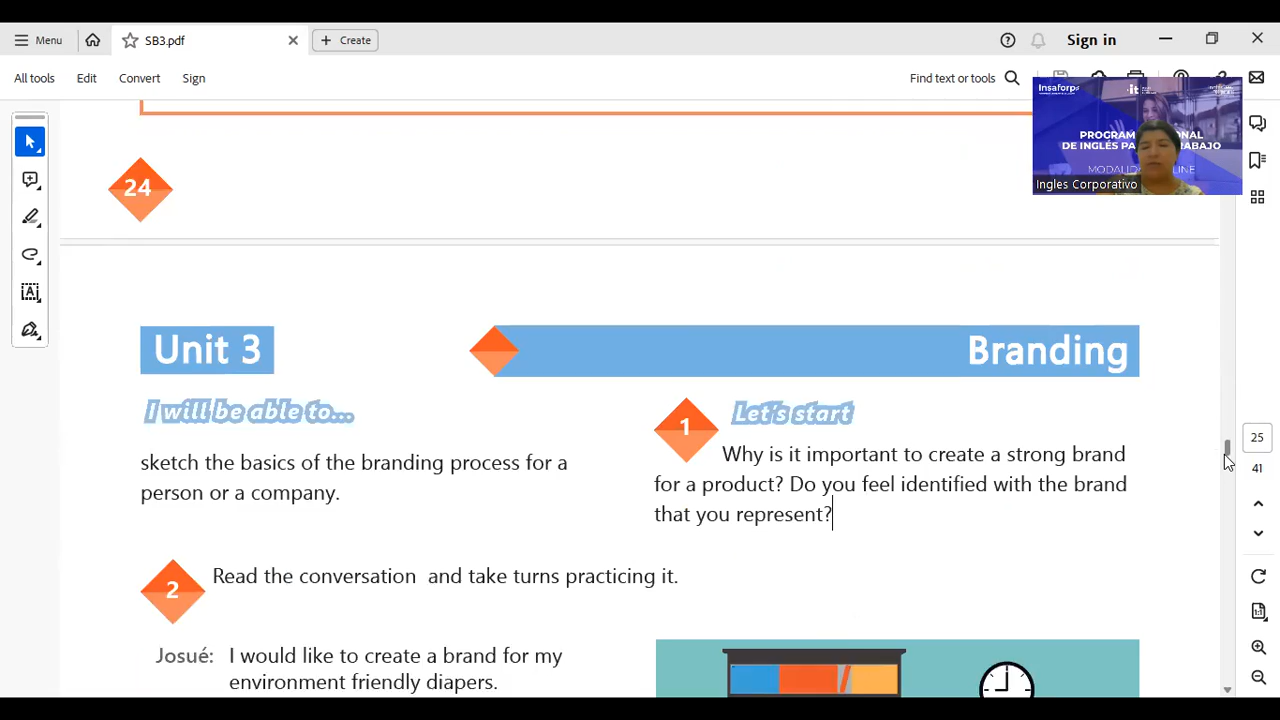 Menu
SB3.pdf
Create
Sign in
All tools
Edit
Convert
Sign
Find text or tools
Insaforp
PROGRAM
DE INGLÉS PA
RABAJO
MODALI
LINE
Ingles Corporativo
24
Unit 3
Branding
I will be able to...
1
Let's start
sketch the basics of the branding process for a
person or a company.
Why is it important to create a strong brand
for a product? Do you feel identified with the brand
that you represent?
2
Read the conversation and take turns practicing it.
Josué: I would like to create a brand for my
environment friendly diapers.
25
41